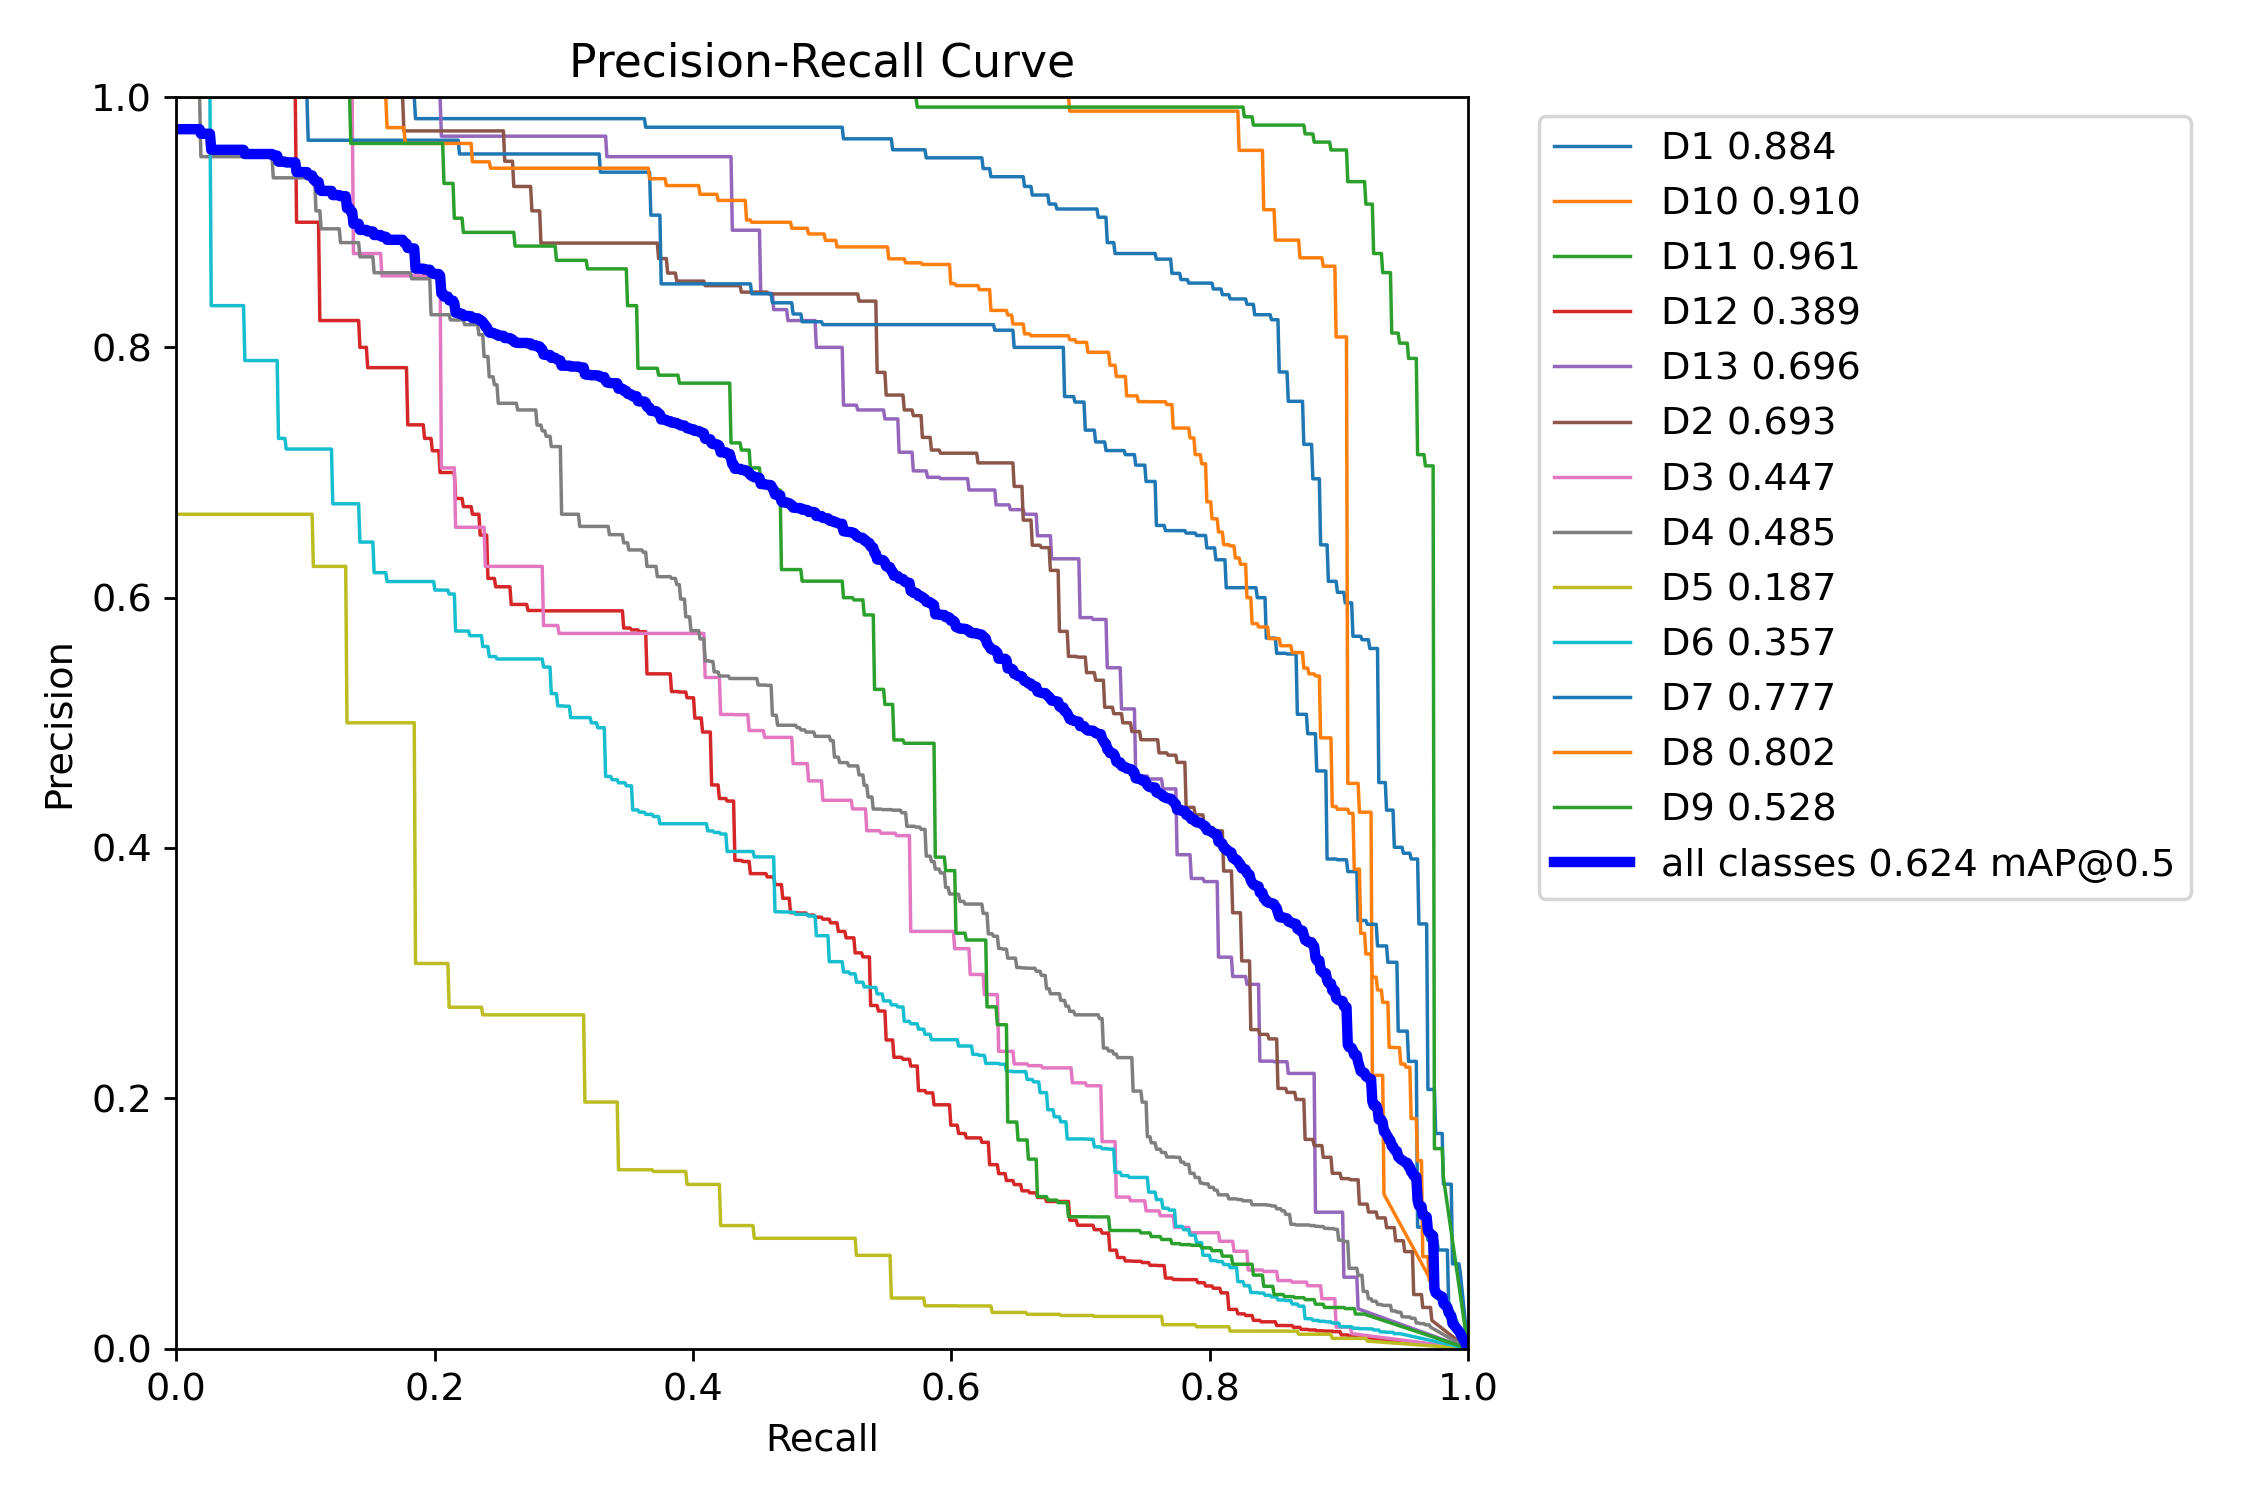 Precision-Recall Curve
1.0
0.8
0.6
0.4
0.2
0.0
Precision
0.0 0.2 0.4 0.6 0.8 1.0
Recall
D1 0.884
D10 0.910
D11 0.961
D12 0.389
D13 0.696
D2 0.693
D3 0.447
D4 0.485
D5 0.187
D6 0.357
D7 0.777
D8 0.802
D9 0.528
all classes 0.624 mAP@0.5